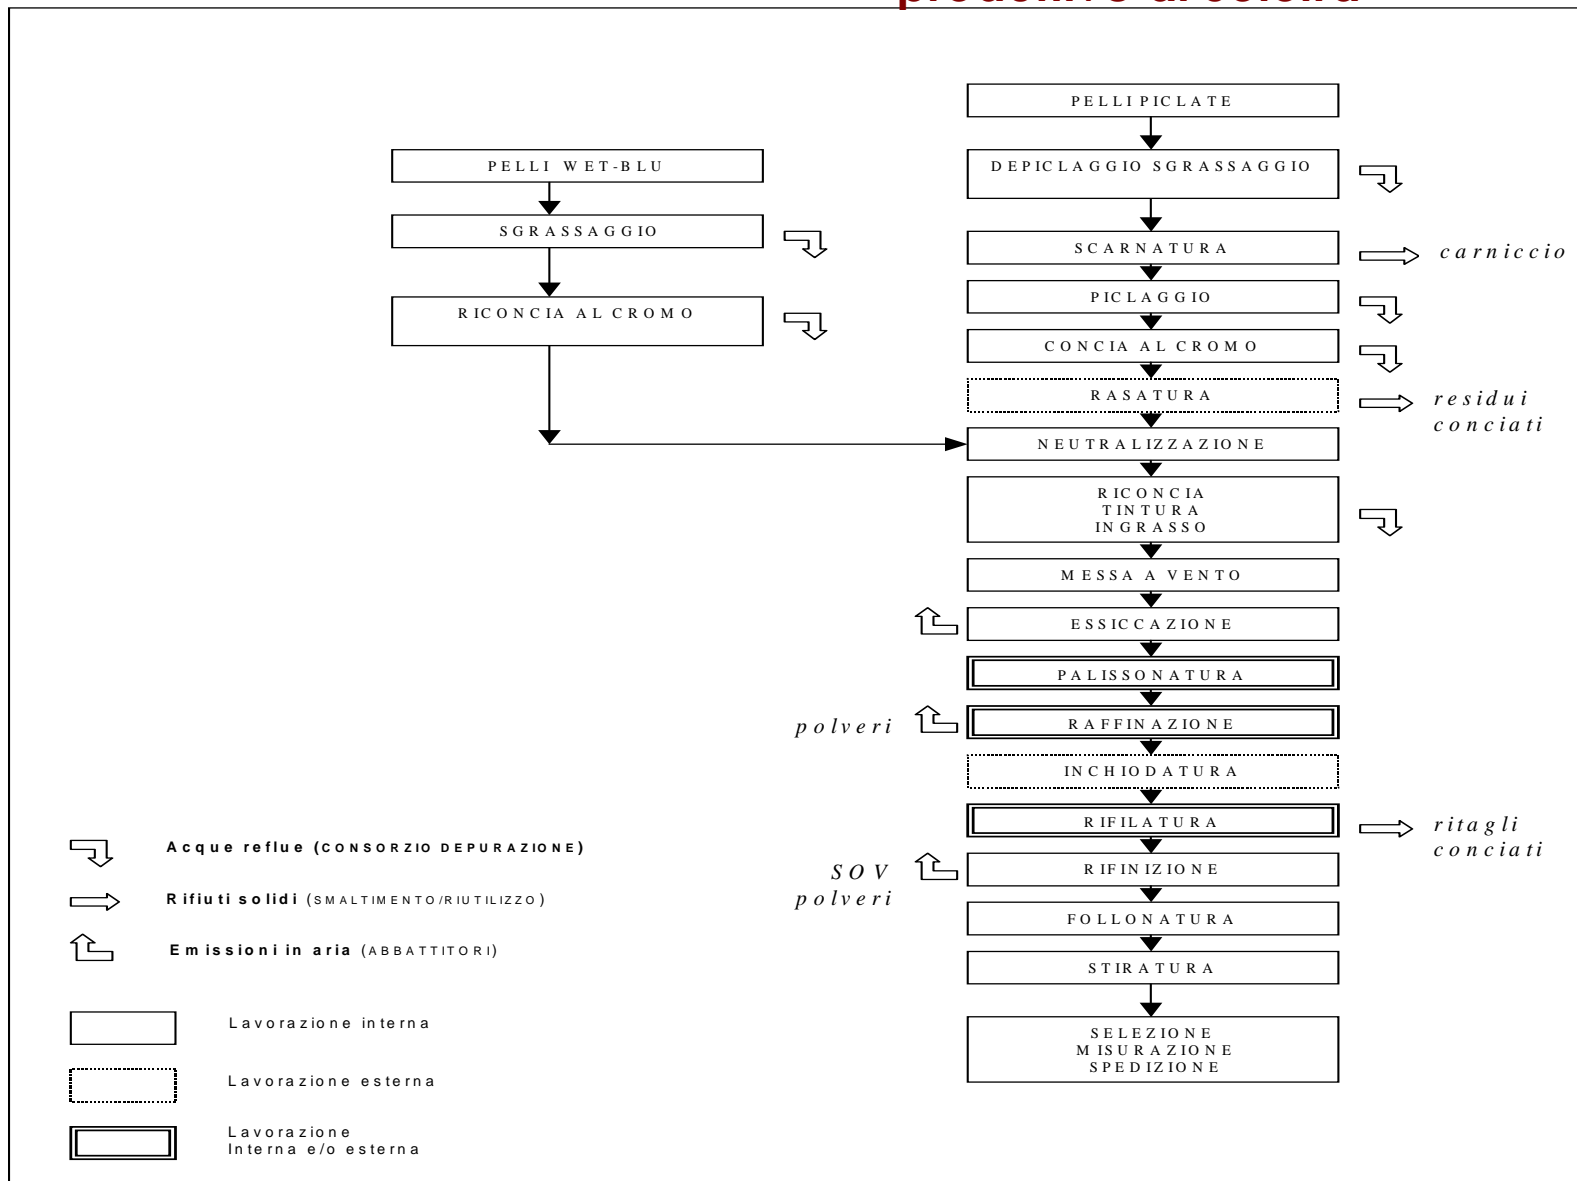 PELLI PICLATE
PELLI WET-BLU
DEPICLAGGIO SGRASSAGGIO
SGRASSAGGIO
SCARNATURA
carniccio
RICONCIA AL CROMO
PICLAGGIO
CONCIA AL CROMO
RASATURA
residui
conciati
NEUTRALIZZAZIONE
RICONCIA
TINTURA
INGRASSO
MESSA A VENTO
ESSICCAZIONE
PALISSONATURA
polveri
RAFFINAZIONE
INCHIODATURA
RIFILATURA
ritagli
conciati
SOV
polveri
RIFINIZIONE
FOLLONATURA
STIRATURA
SELEZIONE
MISURAZIONE
SPEDIZIONE
Acque reflue (CONSORZIO DEPURAZIONE)
Rifiuti solidi (SMALTIMENTO/RIUTILIZZO)
Emissioni in aria (ABBATTITORI)
Lavorazione interna
Lavorazione esterna
Lavorazione
Interna e/o esterna